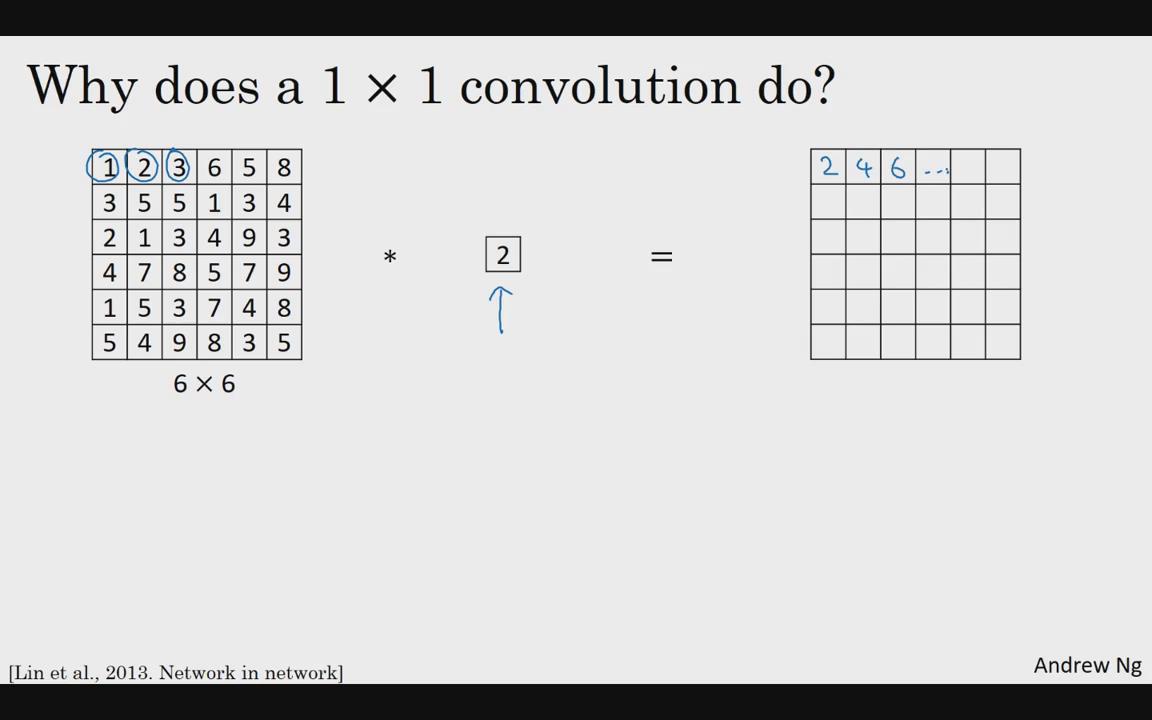 Why does a 1 × 1 convolution do?
1 2 3 6 5 8 2 4 6 ...
3 5 5 1 3 4
2 1 3 4 9 3
* 2 =
4 7 8 5 7 9
1 5 3 7 4 8
5 4 9 8 3 5
6 × 6
[Lin et al., 2013. Network in network]
Andrew Ng